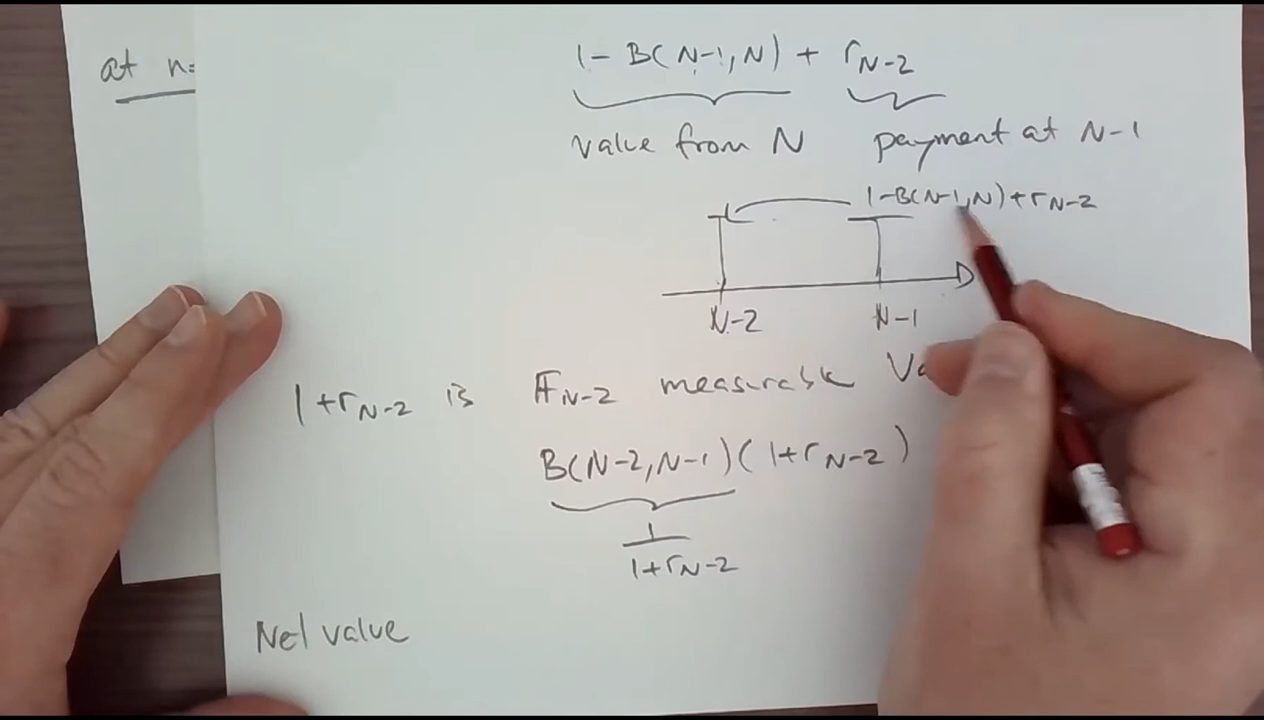 at n=
1 - B(N-1, N) + r_{N-2}
value from N payment at N-1
1-B(N-1,N)+r_{N-2}
N-2 N-1
1+r_{N-2} is F_{N-2} measurable
B(N-2,N-1)(1+r_{N-2})
1
1+r_{N-2}
Net value